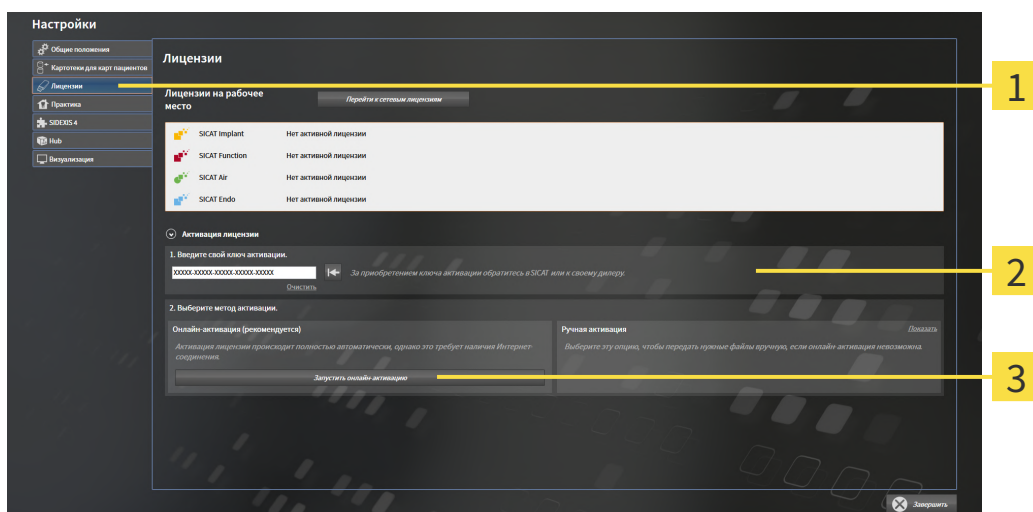 Настройки
Общие положения
Картотеки для карт пациентов
Лицензии
Практика
SIDEXIS 4
Hub
Визуализация
Лицензии
Лицензии на рабочее
место
Перейти к сетевым лицензиям
SICAT Implant Нет активной лицензии
SICAT Function Нет активной лицензии
SICAT Air Нет активной лицензии
SICAT Endo Нет активной лицензии
Активация лицензии
1. Введите свой ключ активации.
XXXXX-XXXXX-XXXXX-XXXXX-XXXXX
За приобретением ключа активации обратитесь в SICAT или к своему дилеру.
Очистить
2. Выберите метод активации.
Онлайн-активация (рекомендуется)
Активация лицензии происходит полностью автоматически, однако это требует наличия Интернет-
соединения.
Запустить онлайн-активацию
Ручная активация
Показать
Выберите эту опцию, чтобы передать нужные файлы вручную, если онлайн-активация невозможна.
Завершить
1
2
3